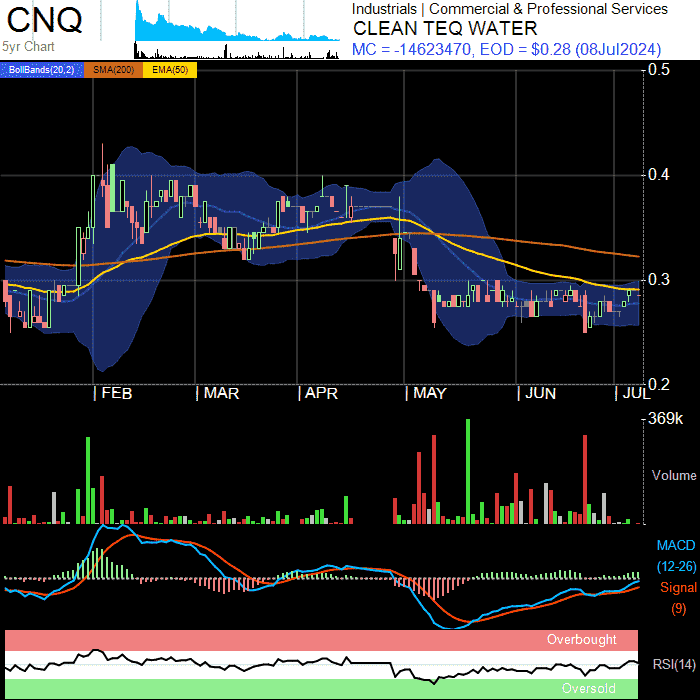 CNQ
5yr Chart
Industrials | Commercial & Professional Services
CLEAN TEQ WATER
MC = -14623470, EOD = $0.28 (08Jul2024)
BollBands(20,2) SMA(200) EMA(50)
0.5
0.4
0.3
0.2
| FEB | MAR | APR | MAY | JUN | JUL
369k
Volume
MACD
(12-26)
Signal
(9)
Overbought
RSI(14)
Oversold